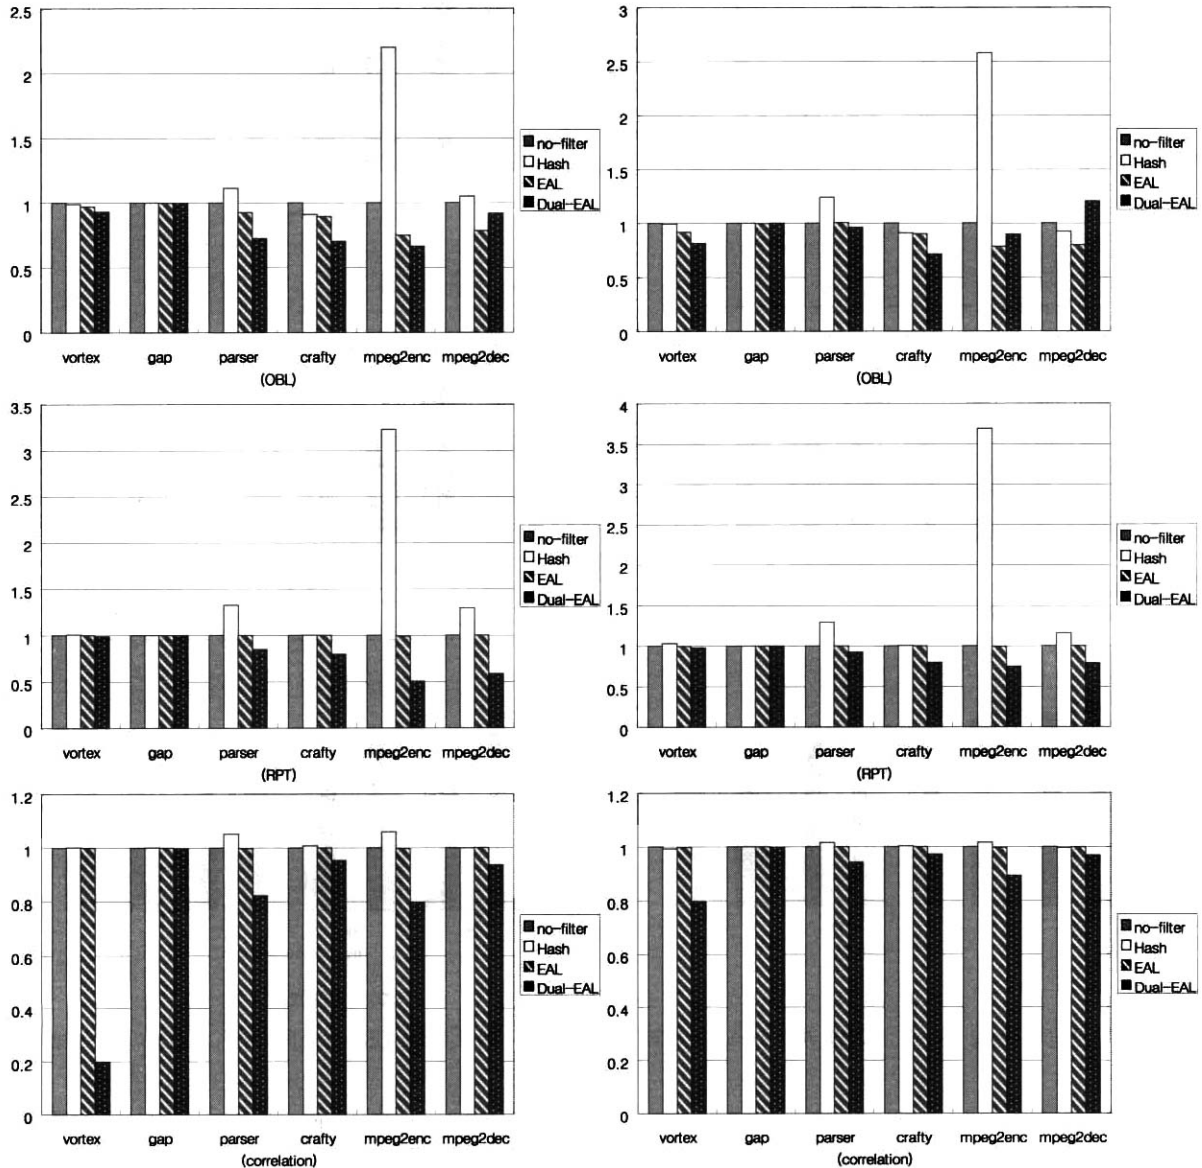 2.5
2
1.5
1
0.5
0
vortex gap parser crafty mpeg2enc mpeg2dec
(OBL)
no-filter
Hash
EAL
Dual-EAL
3
2.5
2
1.5
1
0.5
0
vortex gap parser crafty mpeg2enc mpeg2dec
(OBL)
no-filter
Hash
EAL
Dual-EAL
3.5
3
2.5
2
1.5
1
0.5
0
vortex gap parser crafty mpeg2enc mpeg2dec
(RPT)
no-filter
Hash
EAL
Dual-EAL
4
3.5
3
2.5
2
1.5
1
0.5
0
vortex gap parser crafty mpeg2enc mpeg2dec
(RPT)
no-filter
Hash
EAL
Dual-EAL
1.2
1
0.8
0.6
0.4
0.2
0
vortex gap parser crafty mpeg2enc mpeg2dec
(correlation)
no-filter
Hash
EAL
Dual-EAL
1.2
1
0.8
0.6
0.4
0.2
0
vortex gap parser crafty mpeg2enc mpeg2dec
(correlation)
no-filter
Hash
EAL
Dual-EAL